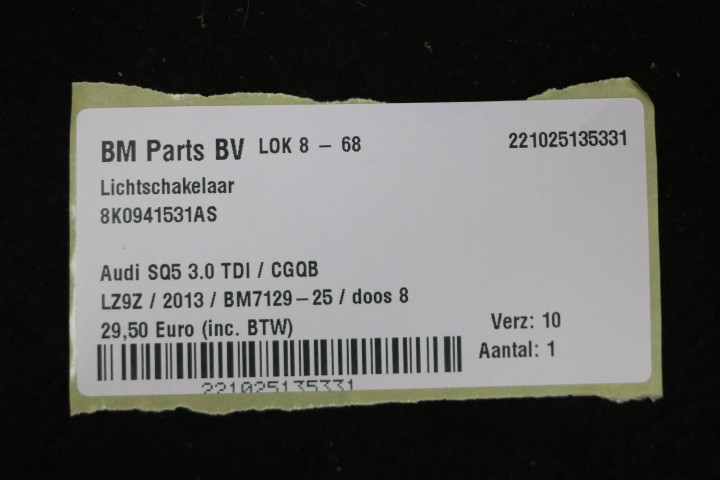 BM Parts BV LOK 8 – 68 221025135331
Lichtschakelaar
8K0941531AS
Audi SQ5 3.0 TDI / CGQB
LZ9Z / 2013 / BM7129–25 / doos 8
29,50 Euro (inc. BTW) Verz: 10
Aantal: 1
221025135331